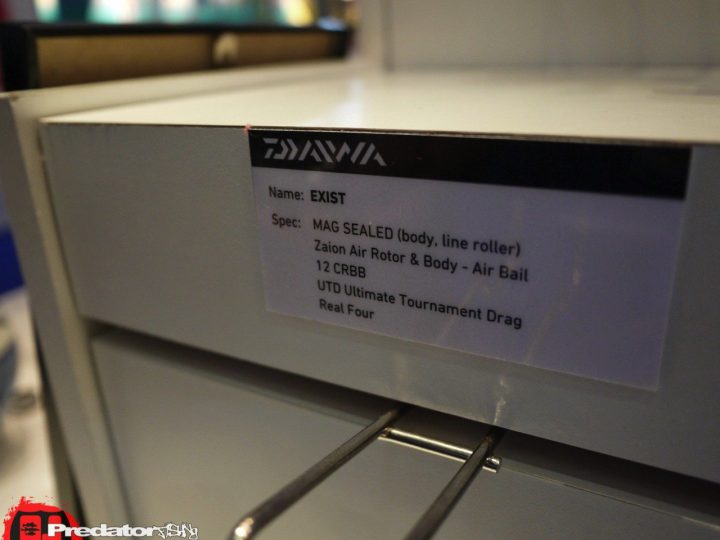 DAIWA
Name: EXIST
Spec: MAG SEALED (body, line roller)
Zaion Air Rotor & Body - Air Bail
12 CRBB
UTD Ultimate Tournament Drag
Real Four
Predator